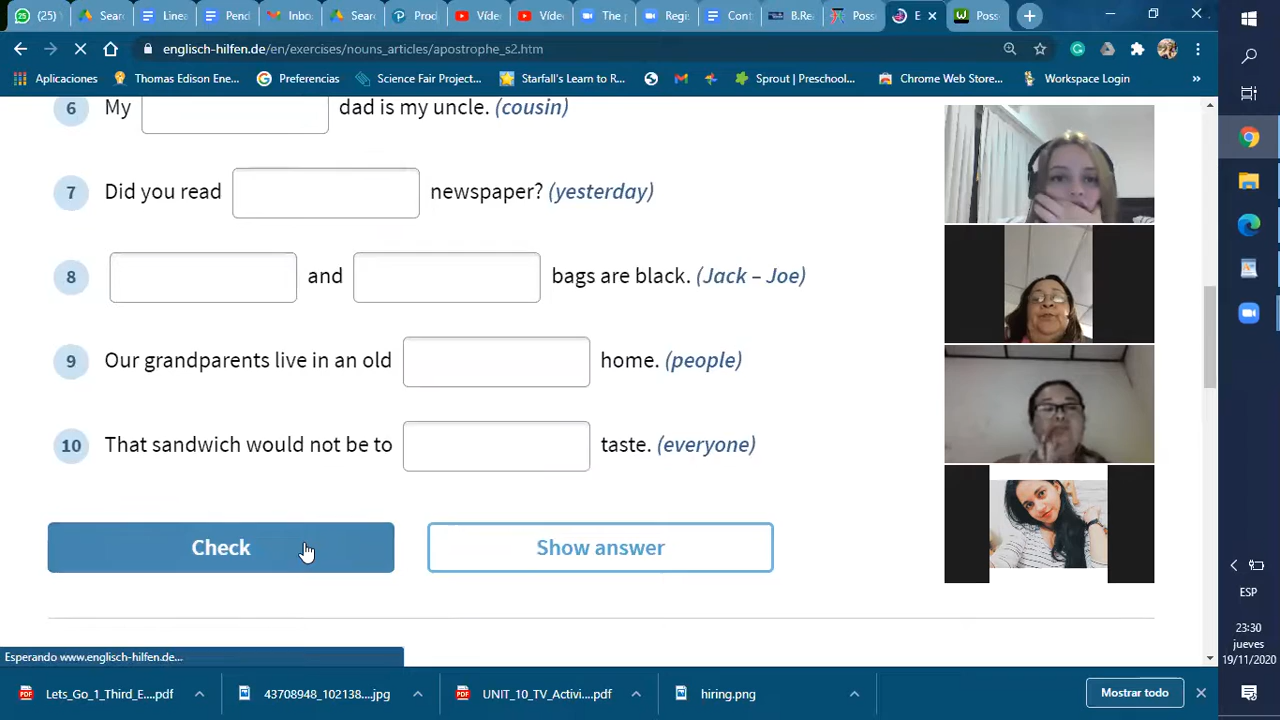 (25)
Sear
Linea
Pend
Inbo
Sear
Prod
Víde
Víde
The p
Regi
Cont
B.Re
Poss
E
Poss
englisch-hilfen.de/en/exercises/nouns_articles/apostrophe_s2.htm
Aplicaciones
Thomas Edison Ene...
Preferencias
Science Fair Project...
Starfall's Learn to R...
Sprout | Preschool...
Chrome Web Store...
Workspace Login
»
6 My dad is my uncle. (cousin)
7 Did you read newspaper? (yesterday)
8 and bags are black. (Jack – Joe)
9 Our grandparents live in an old home. (people)
10 That sandwich would not be to taste. (everyone)
Check
Show answer
Esperando www.englisch-hilfen.de...
Lets_Go_1_Third_E....pdf
43708948_102138...jpg
UNIT_10_TV_Activi....pdf
hiring.png
Mostrar todo
ESP
23:30
jueves
19/11/2020